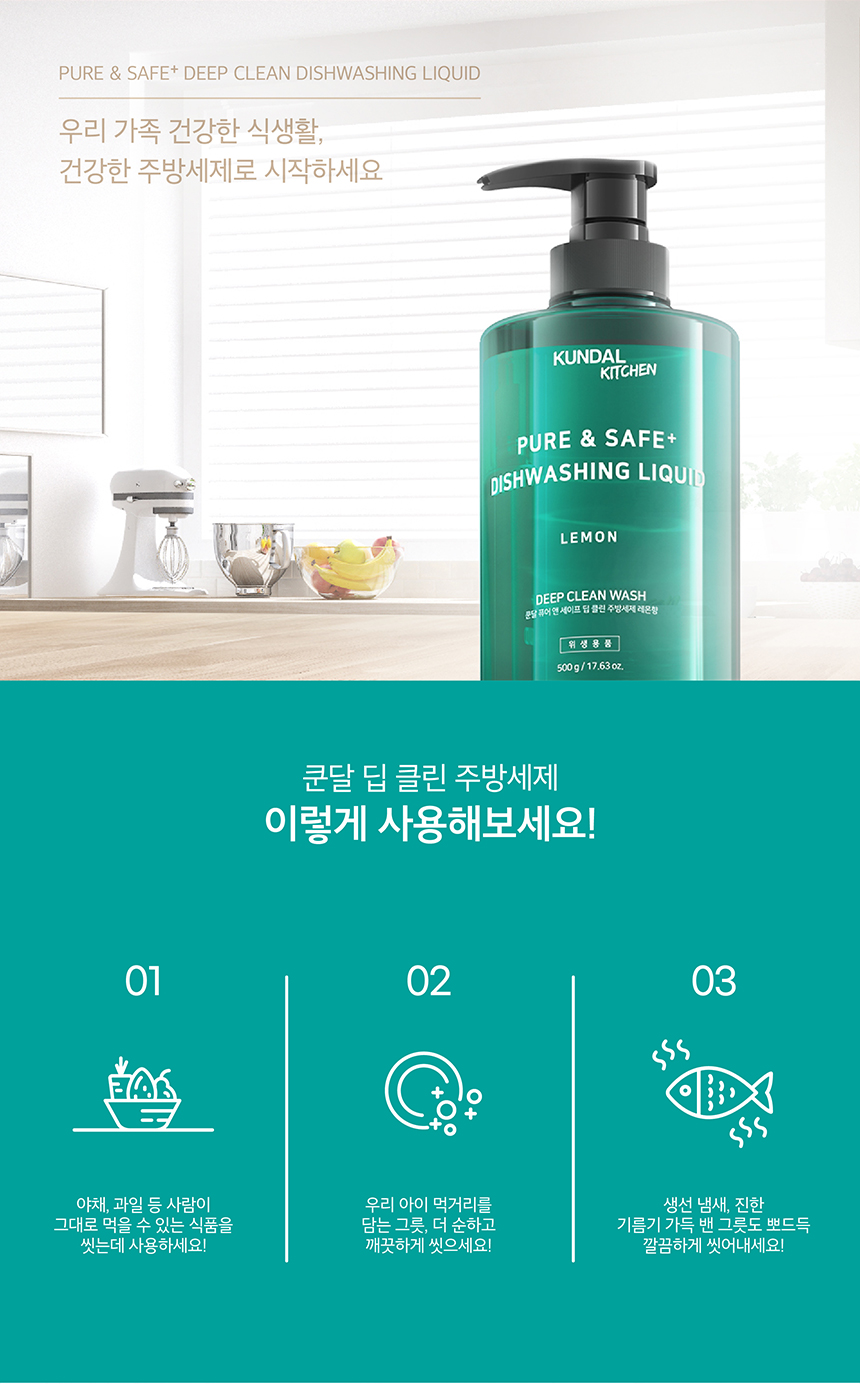 PURE & SAFE+ DEEP CLEAN DISHWASHING LIQUID
우리 가족 건강한 식생활,
건강한 주방세제로 시작하세요
KUNDAL
KITCHEN
PURE & SAFE+
DISHWASHING LIQUID
LEMON
DEEP CLEAN WASH
쿤달 퓨어 앤 세이프 딥 클린 주방세제 레몬향
위생용품
500 g / 17.63 oz.
쿤달 딥 클린 주방세제
이렇게 사용해보세요!
01
야채, 과일 등 사람이
그대로 먹을 수 있는 식품을
씻는데 사용하세요!
02
우리 아이 먹거리를
담는 그릇, 더 순하고
깨끗하게 씻으세요!
03
생선 냄새, 진한
기름기 가득 밴 그릇도 뽀드득
깔끔하게 씻어내세요!